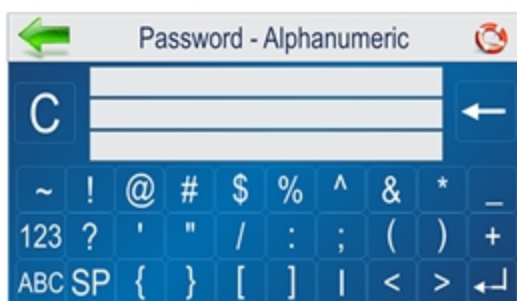 Password - Alphanumeric
C
~ ! @ # $ % ^ & * _
123 ? ' " / : ; ( ) +
ABC SP { } [ ] | < >